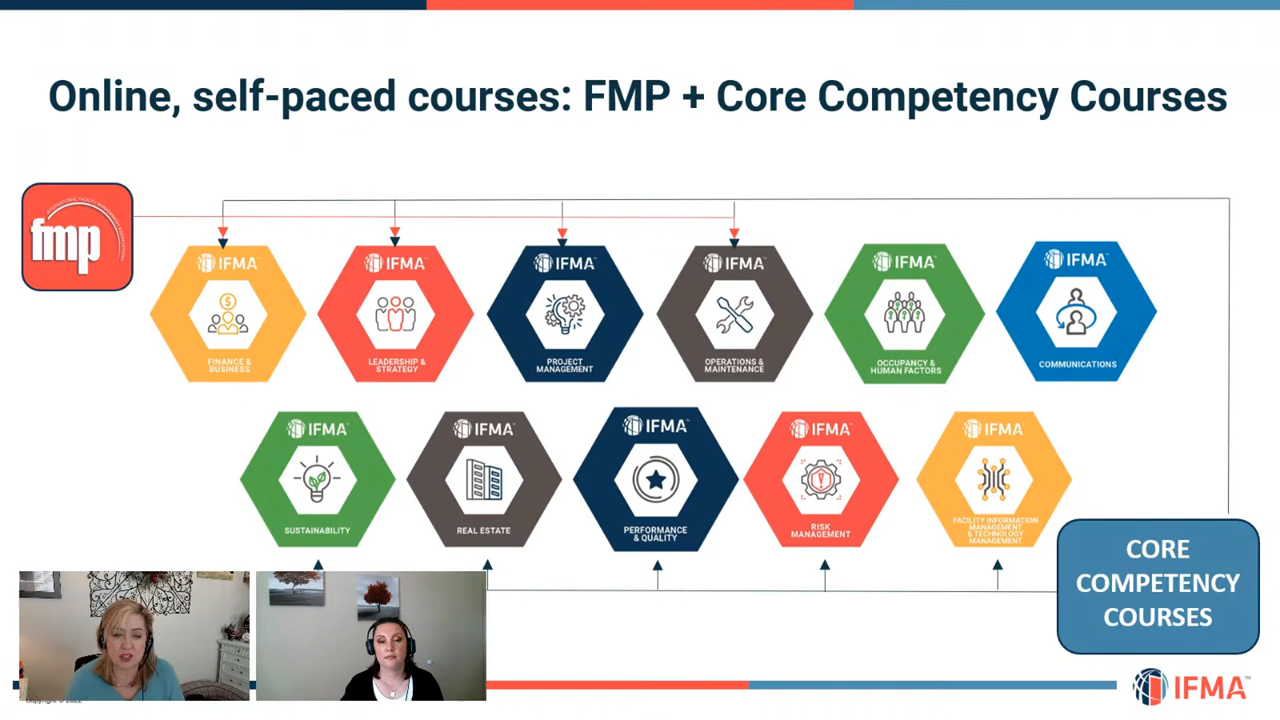 Online, self-paced courses: FMP + Core Competency Courses
fmp
IFMA
FINANCE &
BUSINESS
IFMA
LEADERSHIP &
STRATEGY
IFMA
PROJECT
MANAGEMENT
IFMA
OPERATIONS &
MAINTENANCE
IFMA
OCCUPANCY &
HUMAN FACTORS
IFMA
COMMUNICATIONS
IFMA
SUSTAINABILITY
IFMA
REAL ESTATE
IFMA
PERFORMANCE
& QUALITY
IFMA
RISK
MANAGEMENT
IFMA
FACILITY INFORMATION
MANAGEMENT
& TECHNOLOGY
MANAGEMENT
CORE
COMPETENCY
COURSES
IFMA™